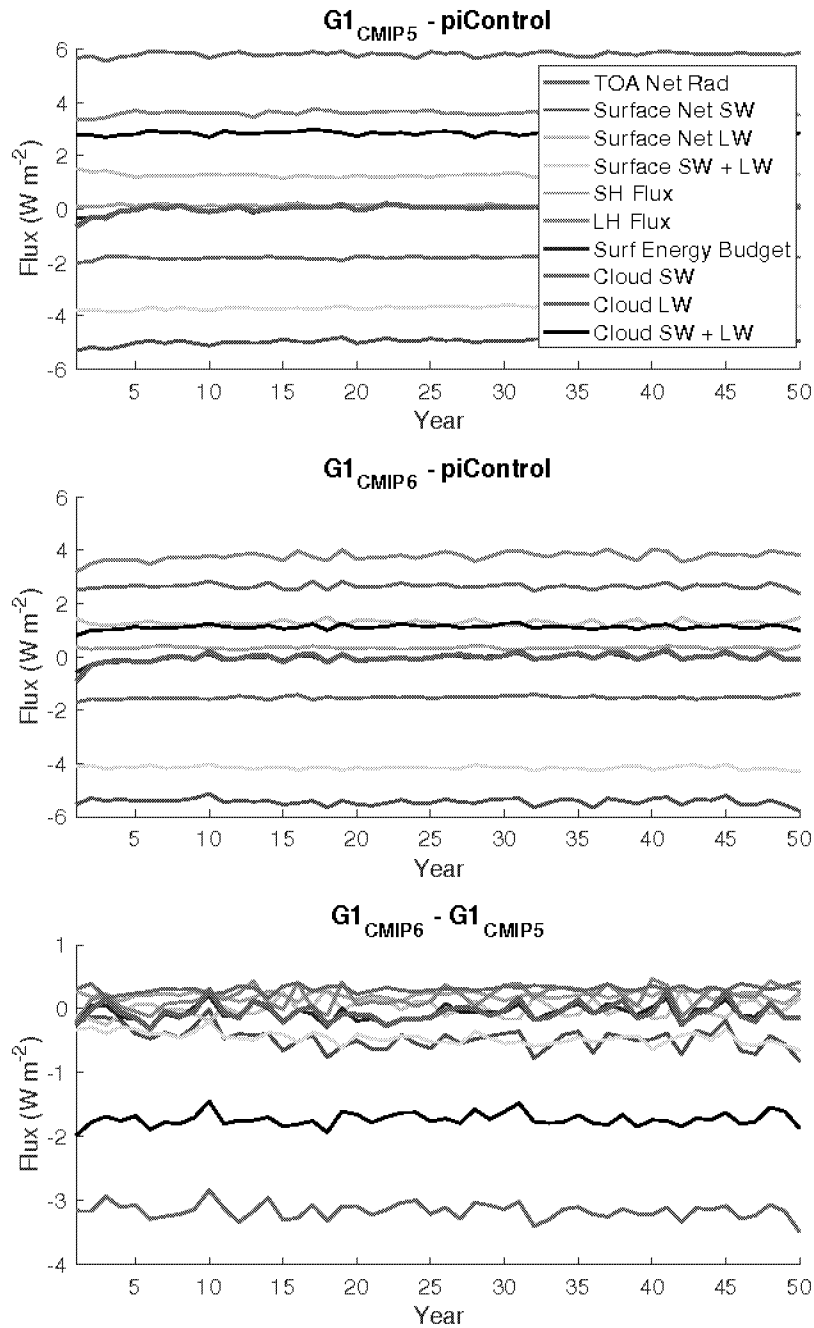 G1CMIP5 - piControl
6
4
2
0
-2
-4
-6
Flux (W m-2)
TOA Net Rad
Surface Net SW
Surface Net LW
Surface SW + LW
SH Flux
LH Flux
Surf Energy Budget
Cloud SW
Cloud LW
Cloud SW + LW
5 10 15 20 25 30 35 40 45 50
Year
G1CMIP6 - piControl
6
4
2
0
-2
-4
-6
Flux (W m-2)
5 10 15 20 25 30 35 40 45 50
Year
G1CMIP6 - G1CMIP5
1
0
-1
-2
-3
-4
Flux (W m-2)
5 10 15 20 25 30 35 40 45 50
Year